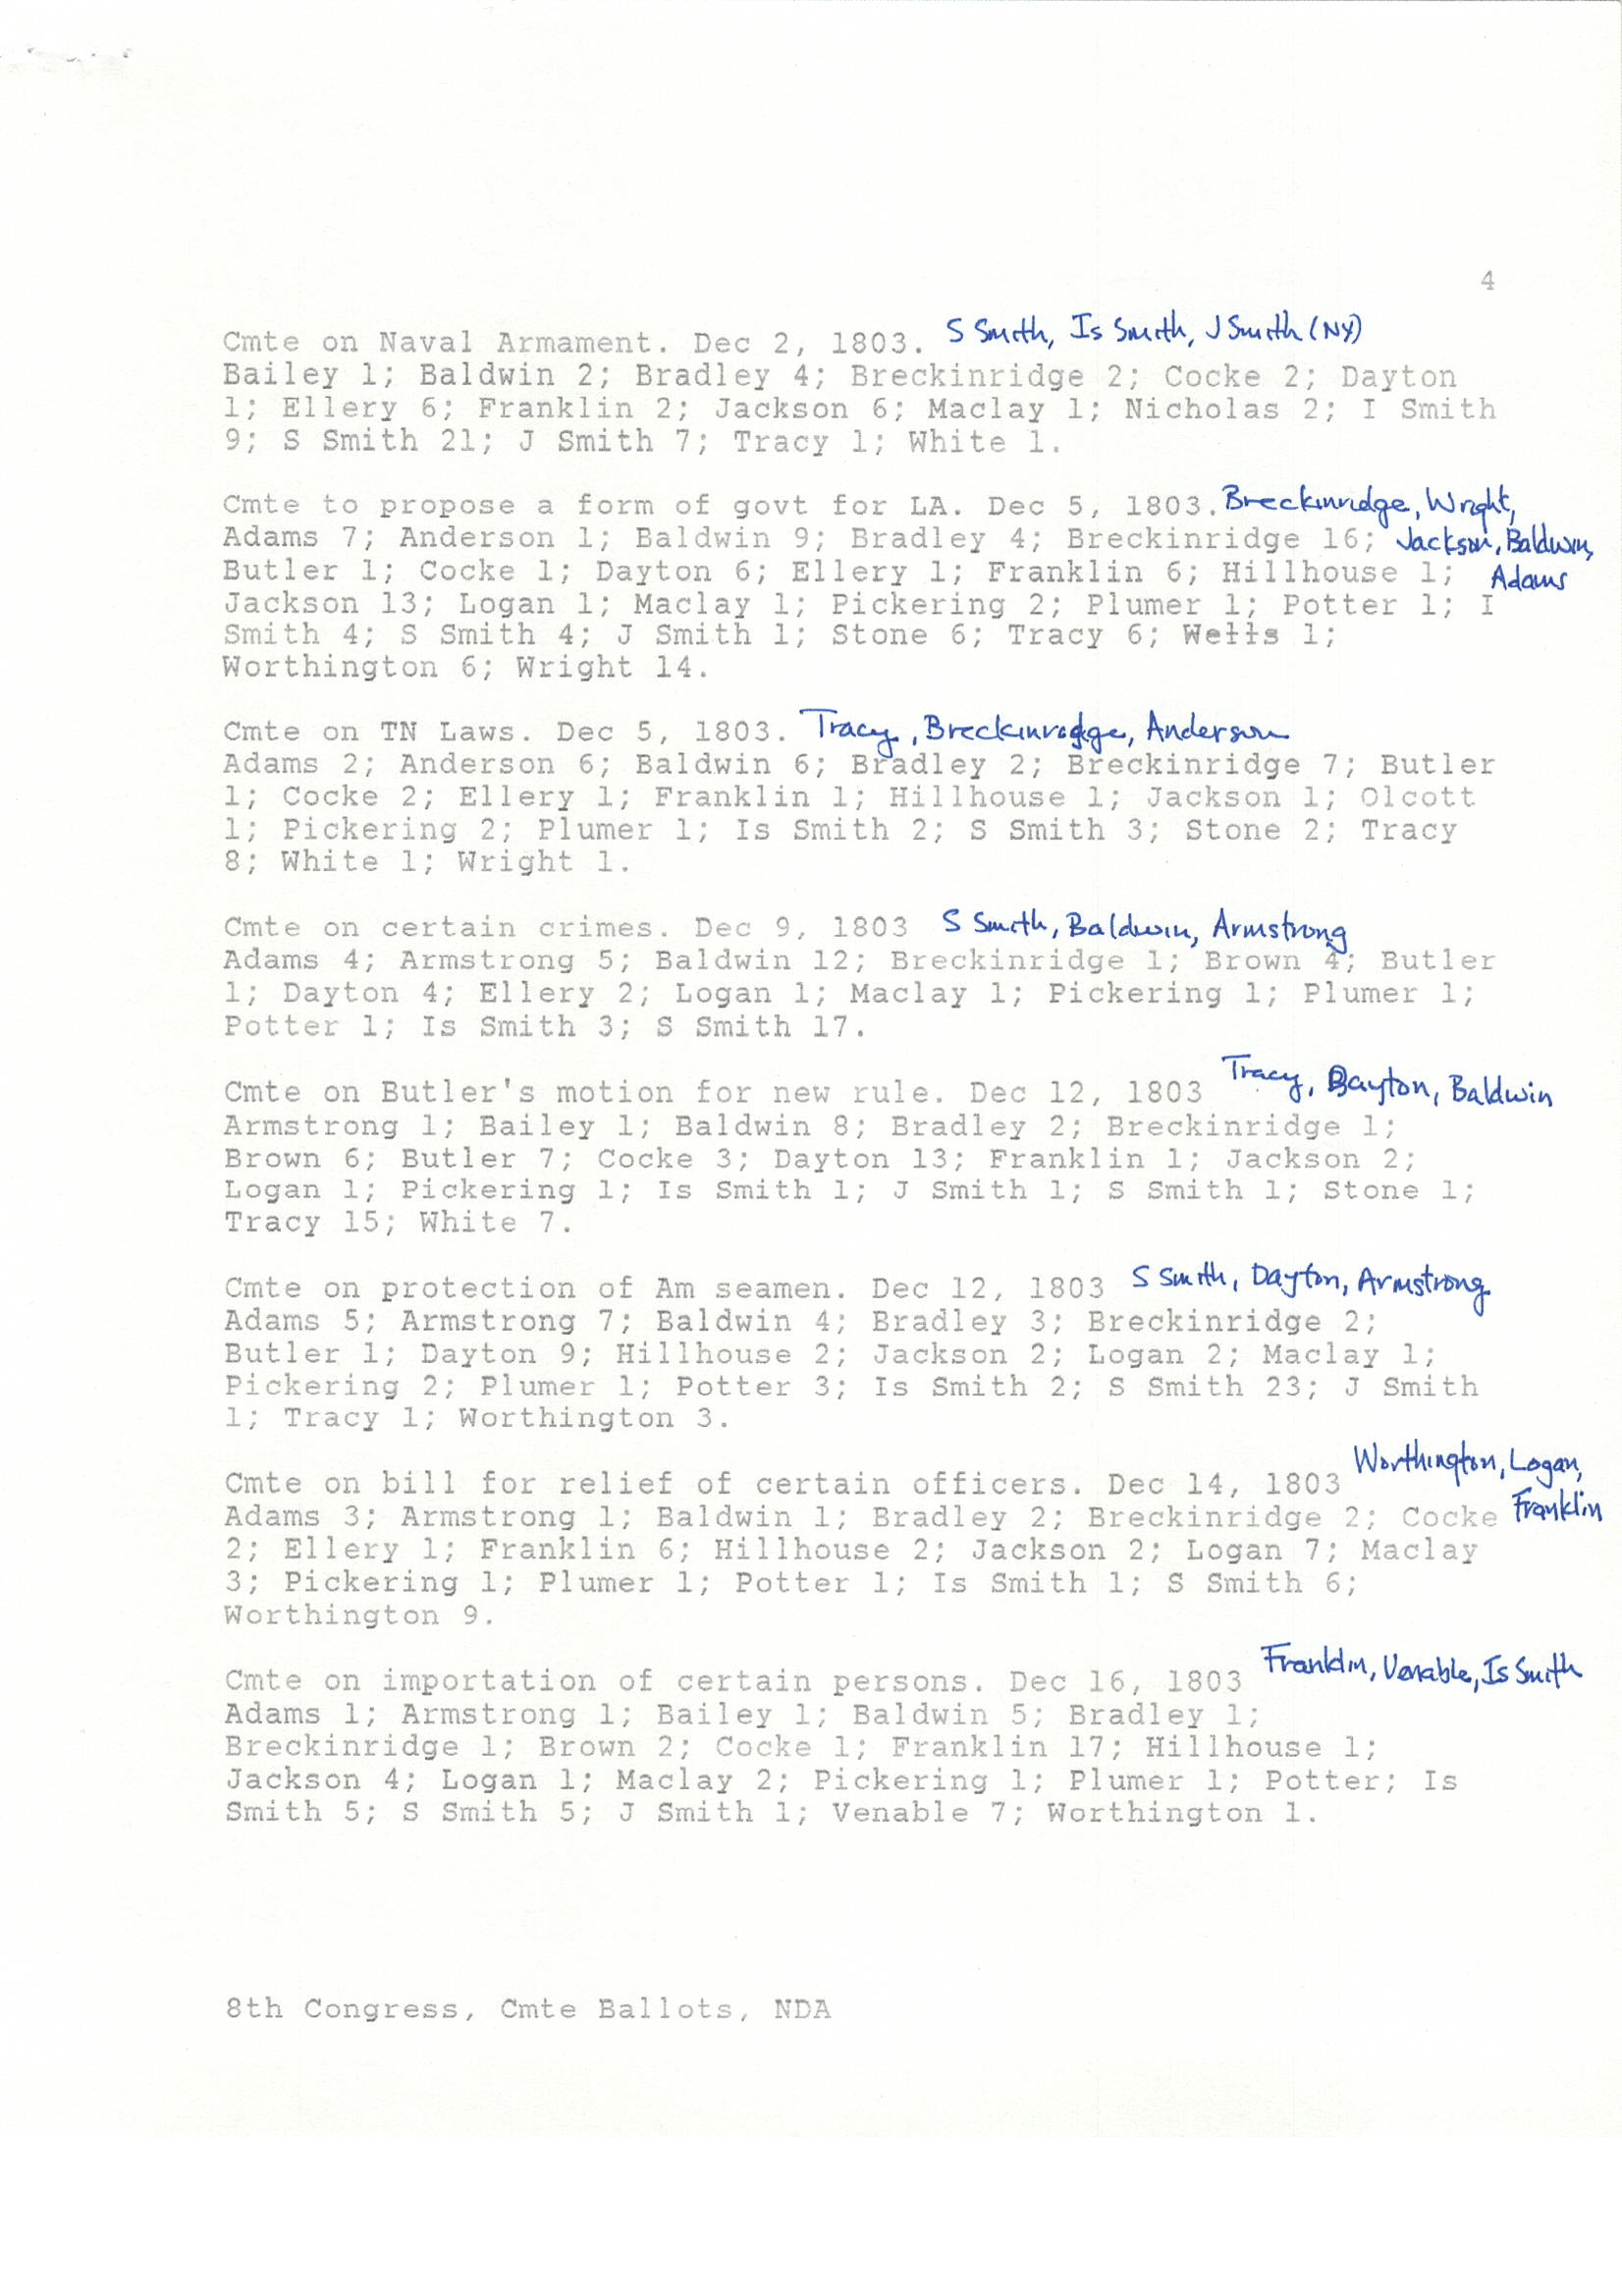 4
Cmte on Naval Armament. Dec 2, 1803. S Smith, Is Smith, J Smith (NY)
Bailey 1; Baldwin 2; Bradley 4; Breckinridge 2; Cocke 2; Dayton
1; Ellery 6; Franklin 2; Jackson 6; Maclay 1; Nicholas 2; I Smith
9; S Smith 21; J Smith 7; Tracy 1; White 1.
Cmte to propose a form of govt for LA. Dec 5, 1803. Breckinridge, Wright,
Adams 7; Anderson 1; Baldwin 9; Bradley 4; Breckinridge 16; Jackson, Baldwin,
Butler 1; Cocke 1; Dayton 6; Ellery 1; Franklin 6; Hillhouse 1; Adams
Jackson 13; Logan 1; Maclay 1; Pickering 2; Plumer 1; Potter 1; I
Smith 4; S Smith 4; J Smith 1; Stone 6; Tracy 6; Wells 1;
Worthington 6; Wright 14.
Cmte on TN Laws. Dec 5, 1803. Tracy, Breckinridge, Anderson
Adams 2; Anderson 6; Baldwin 6; Bradley 2; Breckinridge 7; Butler
1; Cocke 2; Ellery 1; Franklin 1; Hillhouse 1; Jackson 1; Olcott
1; Pickering 2; Plumer 1; Is Smith 2; S Smith 3; Stone 2; Tracy
8; White 1; Wright 1.
Cmte on certain crimes. Dec 9, 1803 S Smith, Baldwin, Armstrong
Adams 4; Armstrong 5; Baldwin 12; Breckinridge 1; Brown 4; Butler
1; Dayton 4; Ellery 2; Logan 1; Maclay 1; Pickering 1; Plumer 1;
Potter 1; Is Smith 3; S Smith 17.
Cmte on Butler's motion for new rule. Dec 12, 1803 Tracy, Dayton, Baldwin
Armstrong 1; Bailey 1; Baldwin 8; Bradley 2; Breckinridge 1;
Brown 6; Butler 7; Cocke 3; Dayton 13; Franklin 1; Jackson 2;
Logan 1; Pickering 1; Is Smith 1; J Smith 1; S Smith 1; Stone 1;
Tracy 15; White 7.
Cmte on protection of Am seamen. Dec 12, 1803 S Smith, Dayton, Armstrong
Adams 5; Armstrong 7; Baldwin 4; Bradley 3; Breckinridge 2;
Butler 1; Dayton 9; Hillhouse 2; Jackson 2; Logan 2; Maclay 1;
Pickering 2; Plumer 1; Potter 3; Is Smith 2; S Smith 23; J Smith
1; Tracy 1; Worthington 3.
Cmte on bill for relief of certain officers. Dec 14, 1803 Worthington, Logan,
Adams 3; Armstrong 1; Baldwin 1; Bradley 2; Breckinridge 2; Cocke Franklin
2; Ellery 1; Franklin 6; Hillhouse 2; Jackson 2; Logan 7; Maclay
3; Pickering 1; Plumer 1; Potter 1; Is Smith 1; S Smith 6;
Worthington 9.
Cmte on importation of certain persons. Dec 16, 1803 Franklin, Venable, Is Smith
Adams 1; Armstrong 1; Bailey 1; Baldwin 5; Bradley 1;
Breckinridge 1; Brown 2; Cocke 1; Franklin 17; Hillhouse 1;
Jackson 4; Logan 1; Maclay 2; Pickering 1; Plumer 1; Potter; Is
Smith 5; S Smith 5; J Smith 1; Venable 7; Worthington 1.
8th Congress, Cmte Ballots, NDA